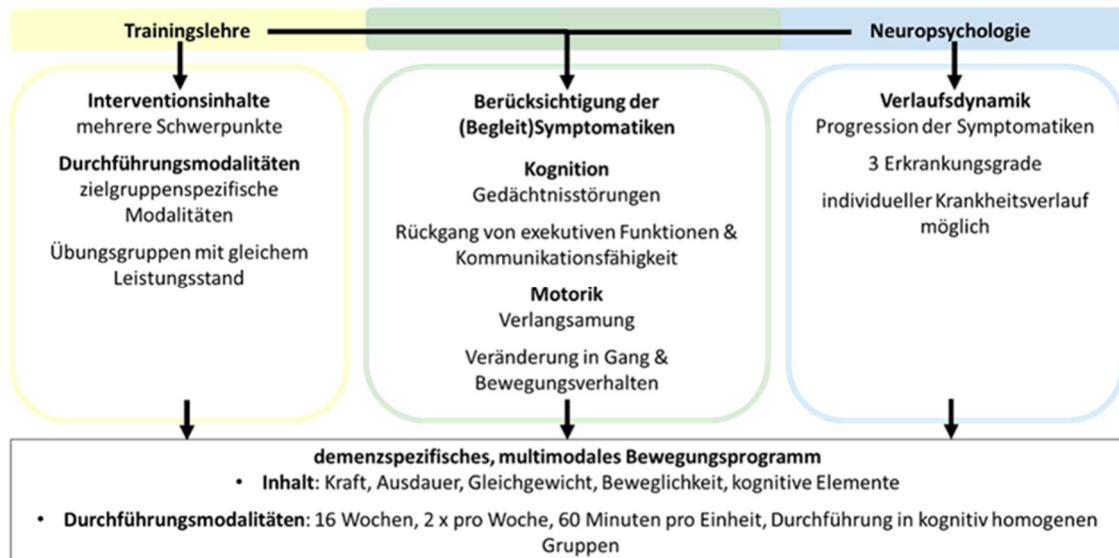 Trainingslehre
Neuropsychologie
Interventionsinhalte
mehrere Schwerpunkte
Durchführungsmodalitäten
zielgruppenspezifische
Modalitäten
Übungsgruppen mit gleichem
Leistungsstand
Berücksichtigung der
(Begleit)Symptomatiken
Kognition
Gedächtnisstörungen
Rückgang von exekutiven Funktionen &
Kommunikationsfähigkeit
Motorik
Verlangsamung
Veränderung in Gang &
Bewegungsverhalten
Verlaufsdynamik
Progression der Symptomatiken
3 Erkrankungsgrade
individueller Krankheitsverlauf
möglich
demenzspezifisches, multimodales Bewegungsprogramm
• Inhalt: Kraft, Ausdauer, Gleichgewicht, Beweglichkeit, kognitive Elemente
• Durchführungsmodalitäten: 16 Wochen, 2 x pro Woche, 60 Minuten pro Einheit, Durchführung in kognitiv homogenen
Gruppen